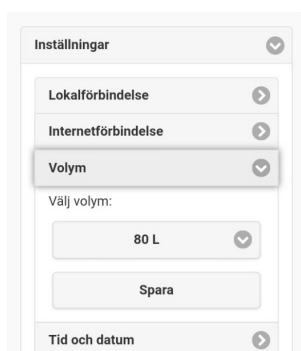 Inställningar
Lokalförbindelse
Internetförbindelse
Volym
Välj volym:
80 L
Spara
Tid och datum